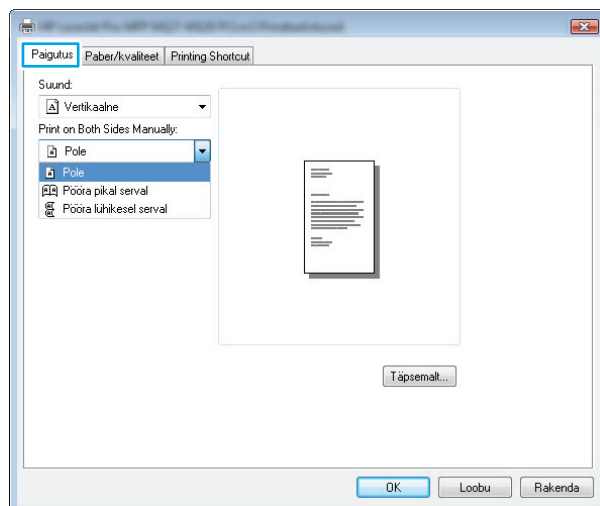 Paigutus
Paber/kvaliteet
Printing Shortcut
Suund:
Vertikaalne
Print on Both Sides Manually:
Pole
Pole
Pööra pikal serval
Pööra lühikesel serval
Täpsemalt...
OK
Loobu
Rakenda